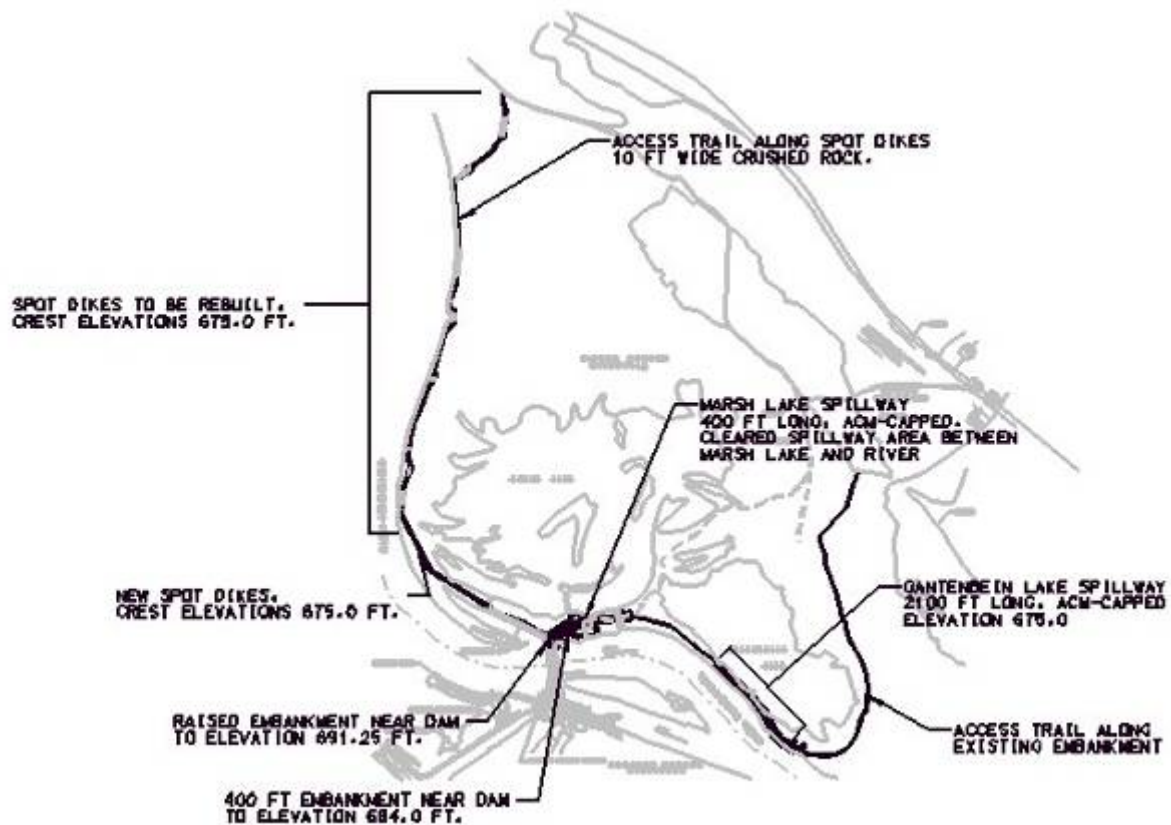 ACCESS TRAIL ALONG SPOT DIKES
10 FT WIDE CRUSHED ROCK.
SPOT DIKES TO BE REBUILT.
CREST ELEVATIONS 675.0 FT.
MARSH LAKE SPILLWAY
400 FT LONG, ACM-CAPPED.
CLEARED SPILLWAY AREA BETWEEN
MARSH LAKE AND RIVER
NEW SPOT DIKES.
CREST ELEVATIONS 675.0 FT.
GANTENBEIN LAKE SPILLWAY
2100 FT LONG, ACM-CAPPED
ELEVATION 675.0
RAISED EMBANKMENT NEAR DAM
TO ELEVATION 691.25 FT.
ACCESS TRAIL ALONG
EXISTING EMBANKMENT
400 FT EMBANKMENT NEAR DAM
TO ELEVATION 684.0 FT.